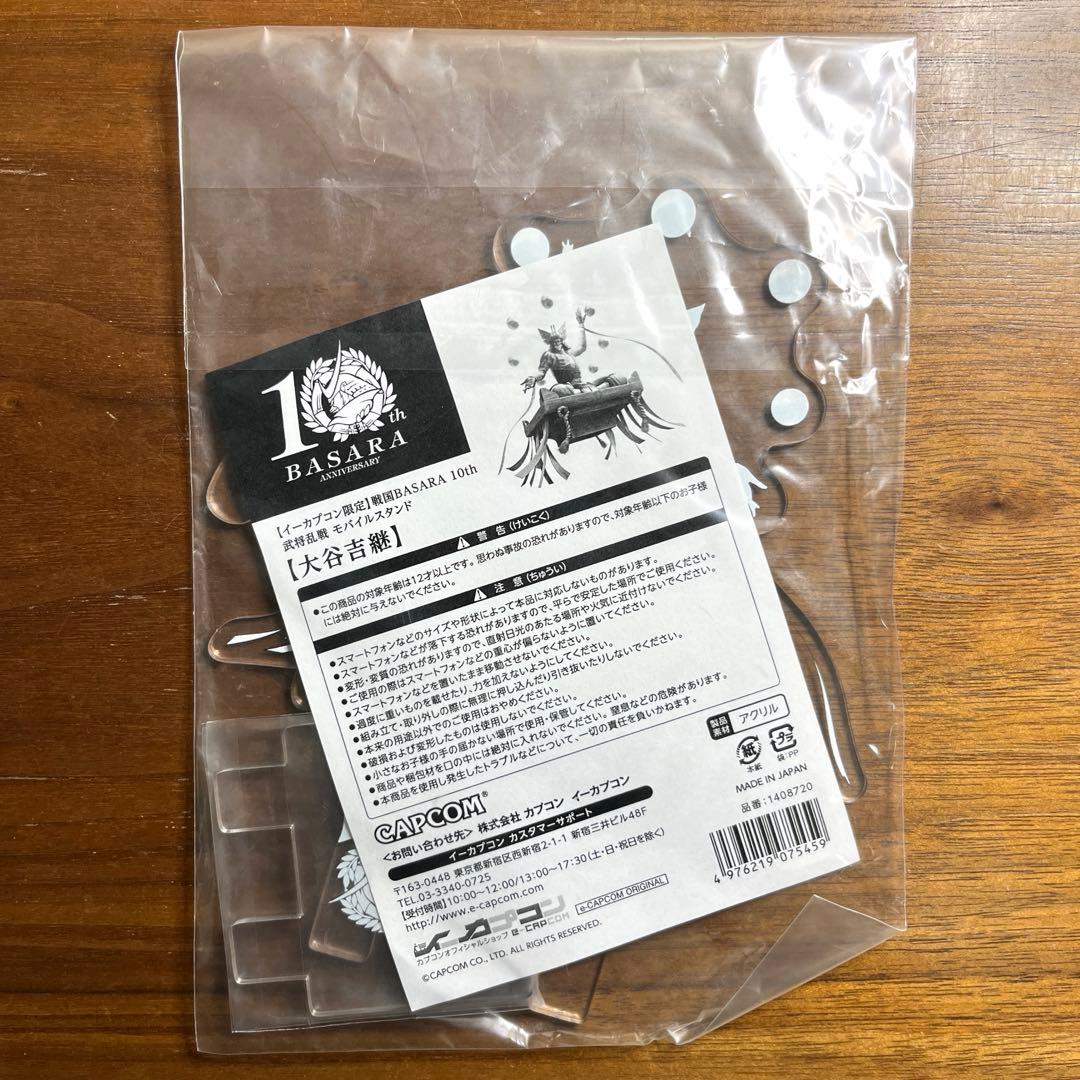 10th
BASARA
ANNIVERSARY
【イーカプコン限定】戦国BASARA 10th
武将乱戦 モバイルスタンド
【大谷吉継】
警告(けいこく)
●この商品の対象年齢は12才以上です。思わぬ事故の恐れがありますので、対象年齢以下のお子様
には絶対に与えないでください。
注意(ちゅうい)
●スマートフォンなどのサイズや形状によって本品に対応しないものがあります。
●スマートフォンなどが落下する恐れがありますので、平らで安定した場所でご使用ください。
●変形・変質の恐れがありますので、直射日光のあたる場所や火気に近付けないでください。
●ご使用の際はスマートフォンなどの重心が偏らないように置いてください。
●スマートフォンなどを置いたまま移動させないでください。
●過度に重いものを載せたり、力を加えないようにしてください。
●組み立て・取り外しの際に無理に押し込んだり引き抜いたりしないでください。
●本来の用途以外でのご使用はおやめください。
●破損および変形したものは使用しないでください。
●小さなお子様の手の届かない場所で使用・保管してください。
●商品や梱包材を口の中には絶対に入れないでください。窒息などの危険があります。
●本商品を使用し発生したトラブルなどについて、一切の責任を負いかねます。
製品素材 アクリル
紙
本紙
プラ
袋:PP
MADE IN JAPAN
品番:1408720
4 976219 075459
CAPCOM®
<お問い合わせ先> 株式会社 カプコン イーカプコン
イーカプコン カスタマーサポート
〒163-0448 東京都新宿区西新宿2-1-1 新宿三井ビル48F
TEL.03-3340-0725
【受付時間】10:00～12:00/13:00～17:30(土・日・祝日を除く)
http://www.e-capcom.com
イーカプコン
カプコンオフィシャルショップ e-CAPCOM
e-CAPCOM ORIGINAL
©CAPCOM CO., LTD. ALL RIGHTS RESERVED.